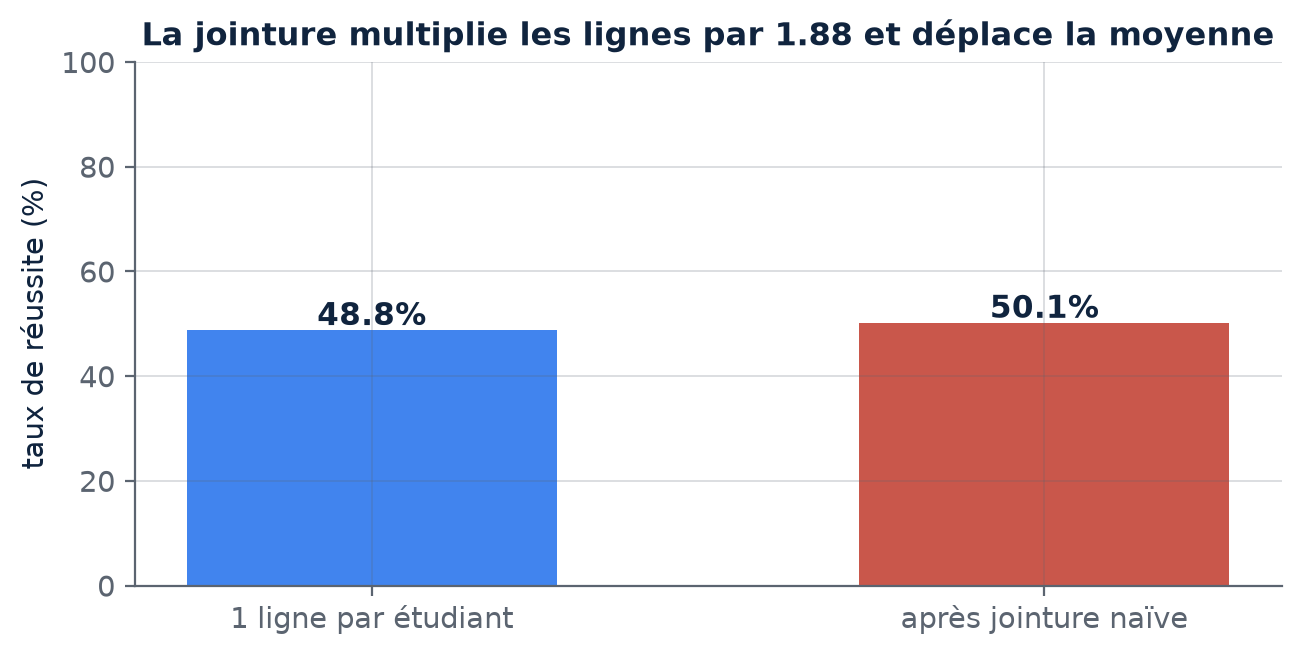 La jointure multiplie les lignes par 1.88 et déplace la moyenne
taux de réussite (%)
100
80
60
40
20
0
48.8%
50.1%
1 ligne par étudiant
après jointure naïve